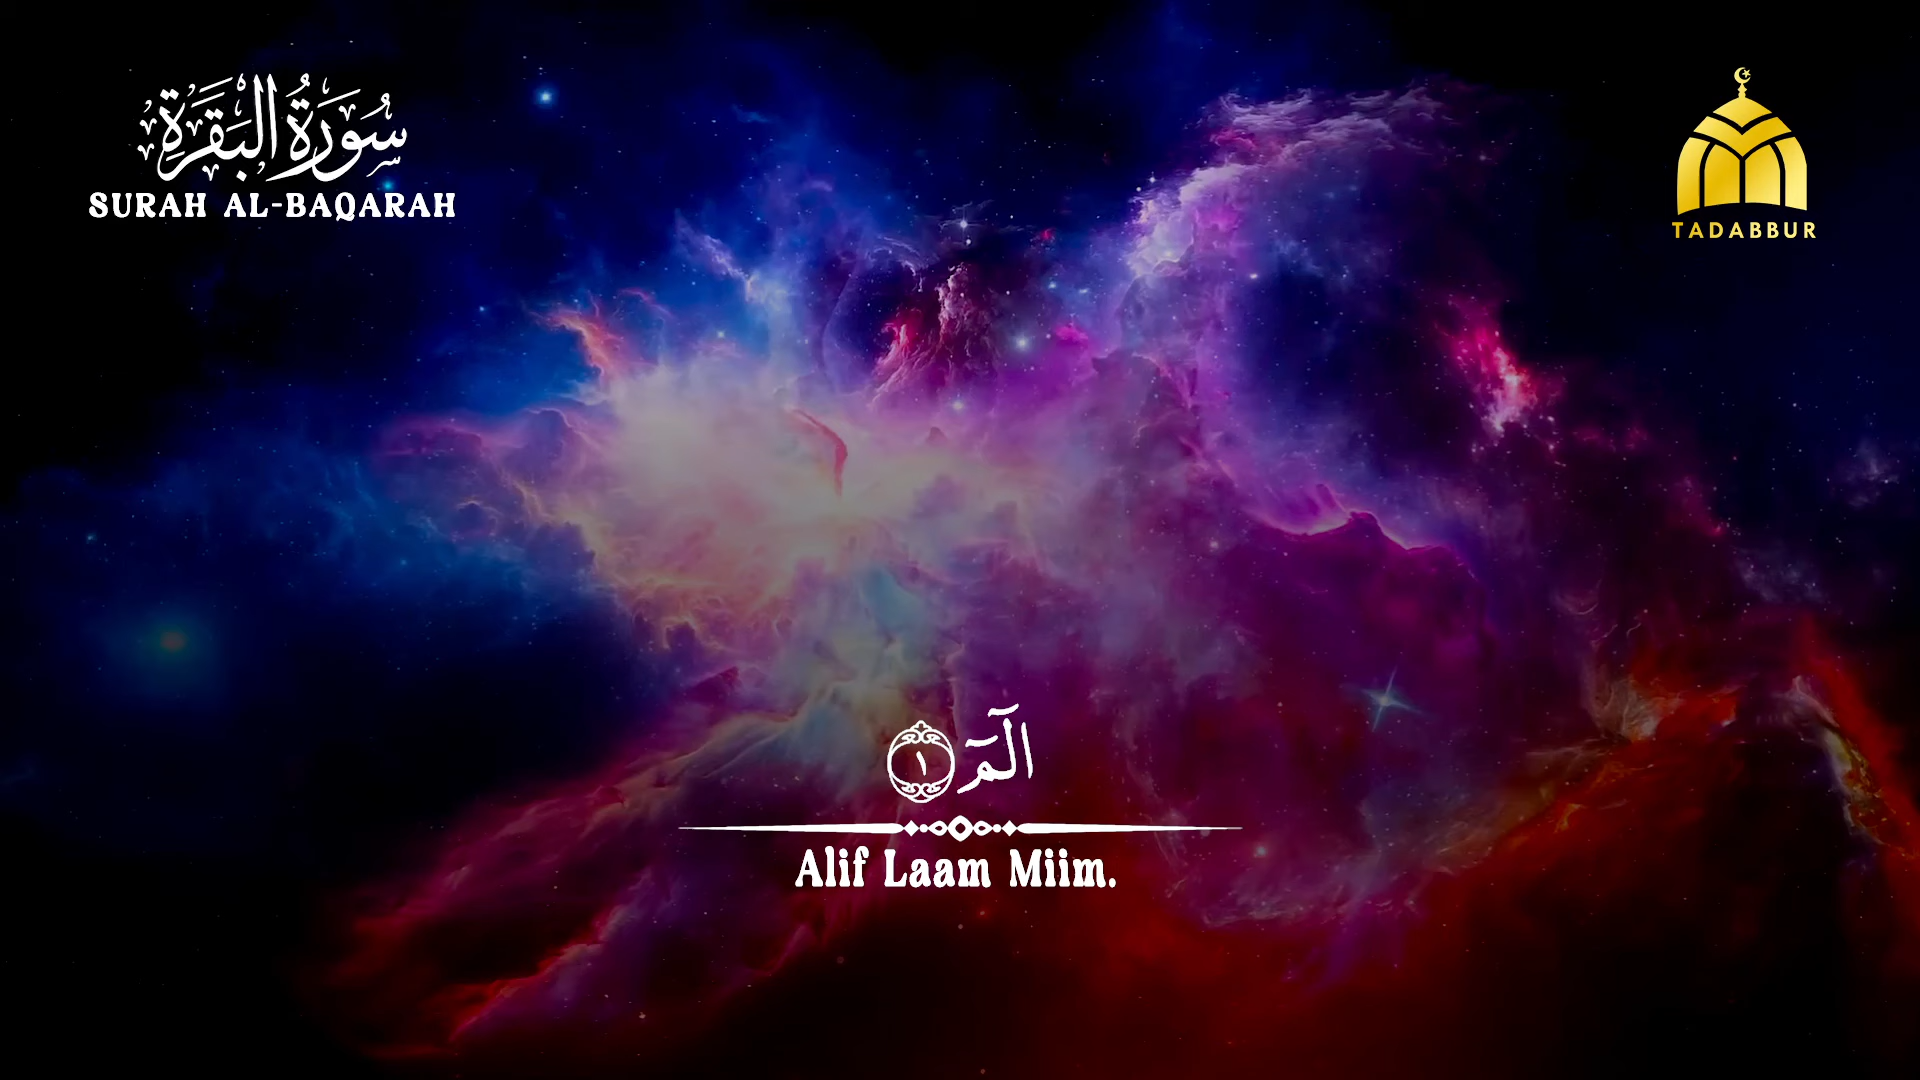 سُورَةُ البَقَرَةِ
SURAH AL-BAQARAH
TADABBUR
الٓمٓ ١
Alif Laam Miim.